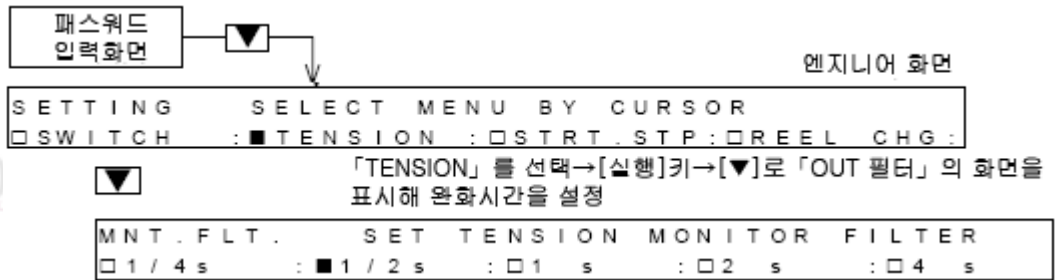 패스워드
입력화면
▼
엔지니어 화면
SETTING SELECT MENU BY CURSOR
□SWITCH :■TENSION :□STRT.STP:□REEL CHG:
▼
「TENSION」를 선택→[실행]키→[▼]로「OUT 필터」의 화면을
표시해 완화시간을 설정
MNT.FLT. SET TENSION MONITOR FILTER
□1/4s :■1/2s :□1 s :□2 s :□4 s